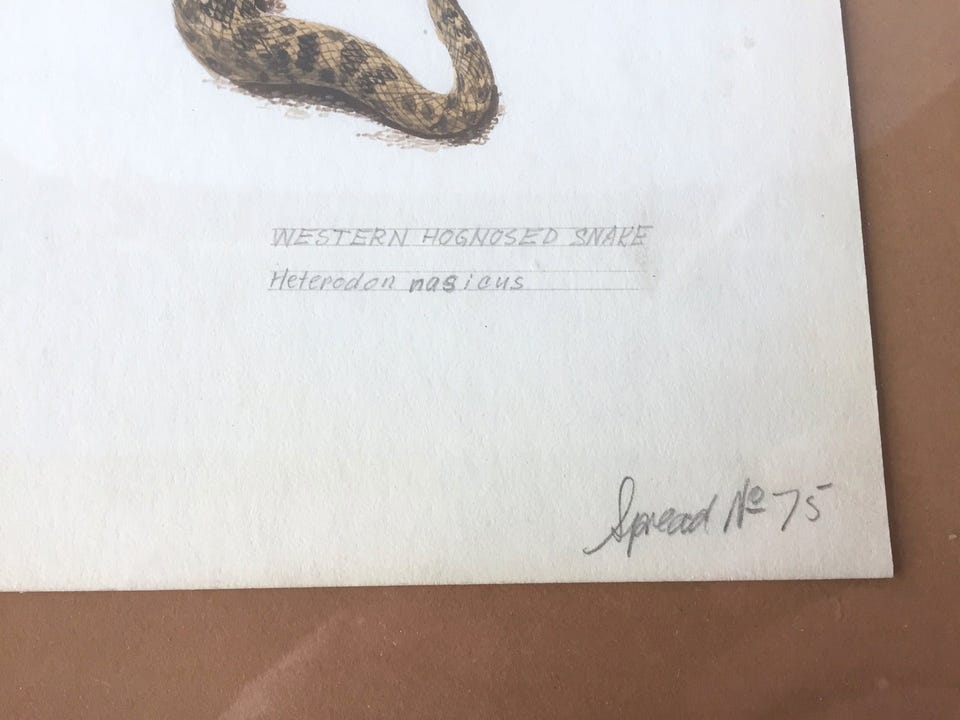 WESTERN HOGNOSED SNAKE
Heterodon nasicus
Spread No 75